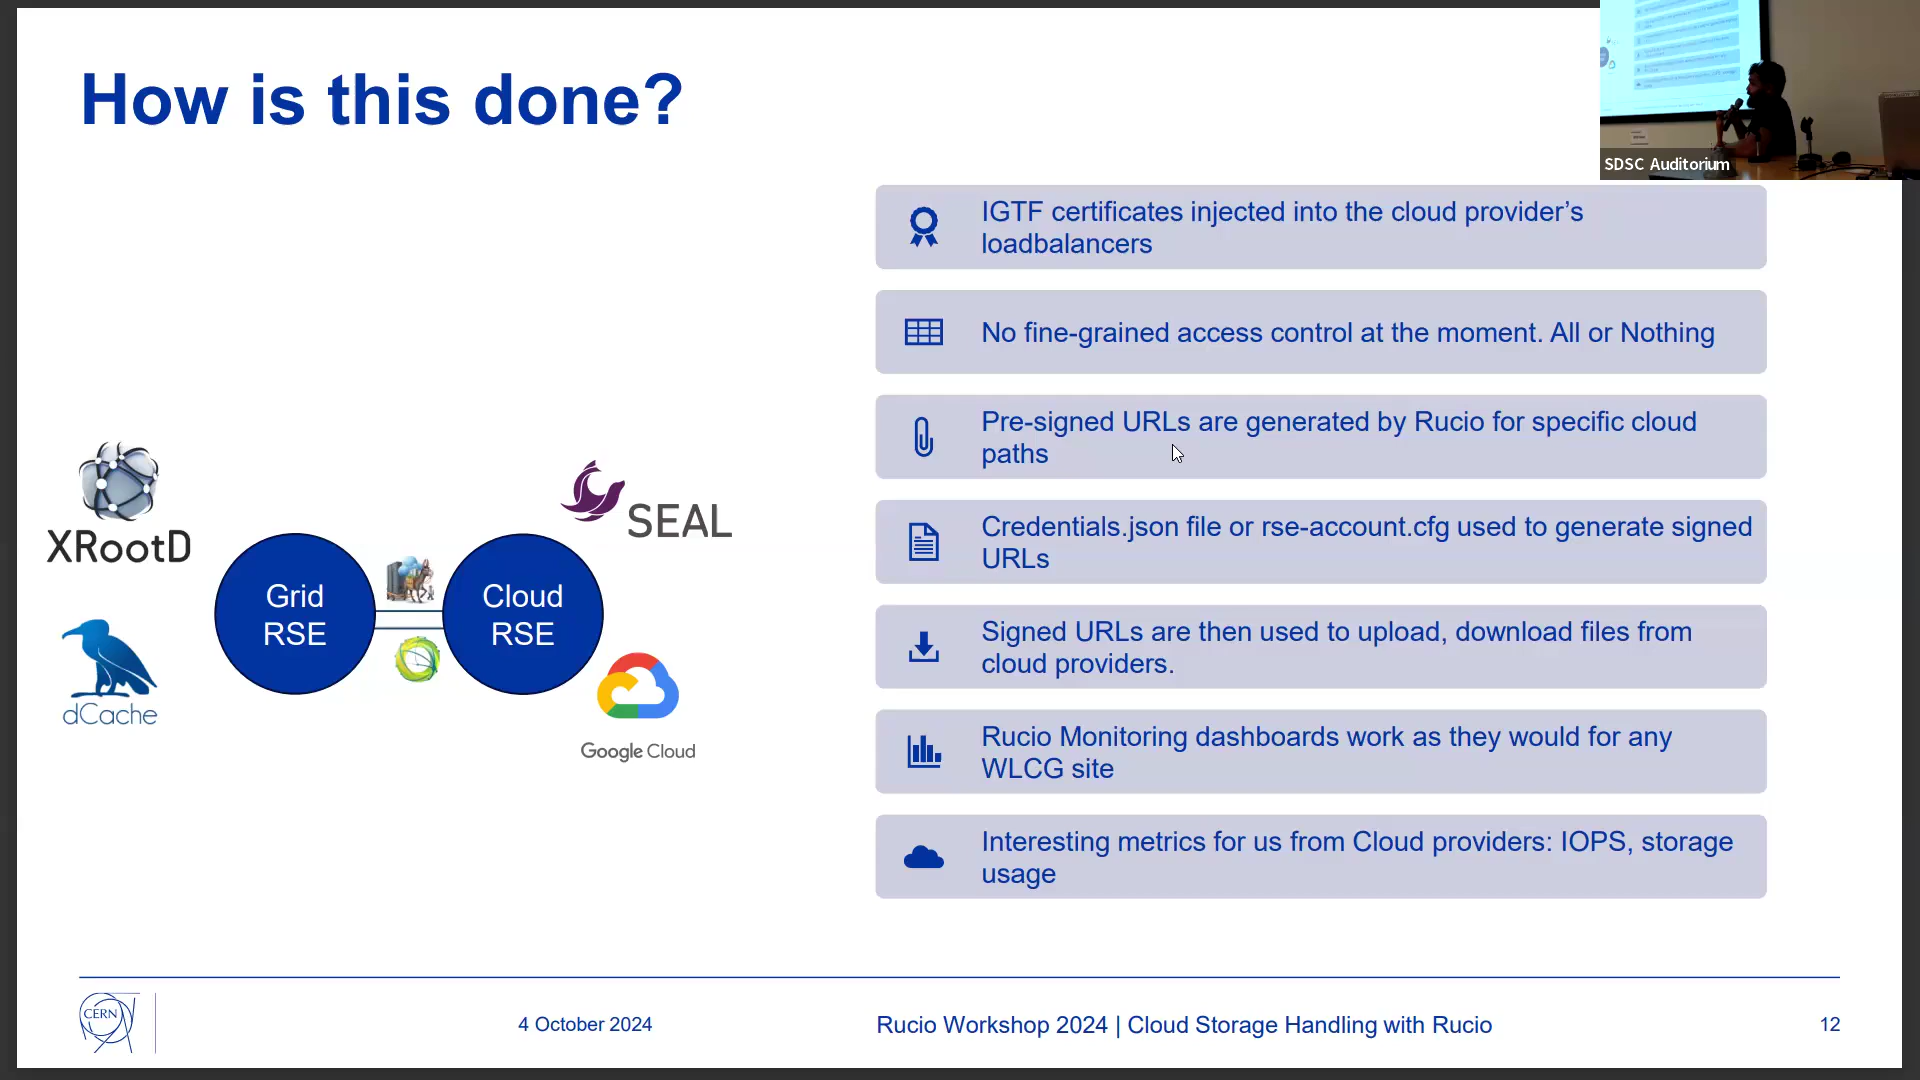 How is this done?
SDSC Auditorium
IGTF certificates injected into the cloud provider’s
loadbalancers
No fine-grained access control at the moment. All or Nothing
Pre-signed URLs are generated by Rucio for specific cloud
paths
Credentials.json file or rse-account.cfg used to generate signed
URLs
Signed URLs are then used to upload, download files from
cloud providers.
Rucio Monitoring dashboards work as they would for any
WLCG site
Interesting metrics for us from Cloud providers: IOPS, storage
usage
XRootD
dCache
Grid
RSE
Cloud
RSE
SEAL
Google Cloud
CERN
4 October 2024
Rucio Workshop 2024 | Cloud Storage Handling with Rucio
12